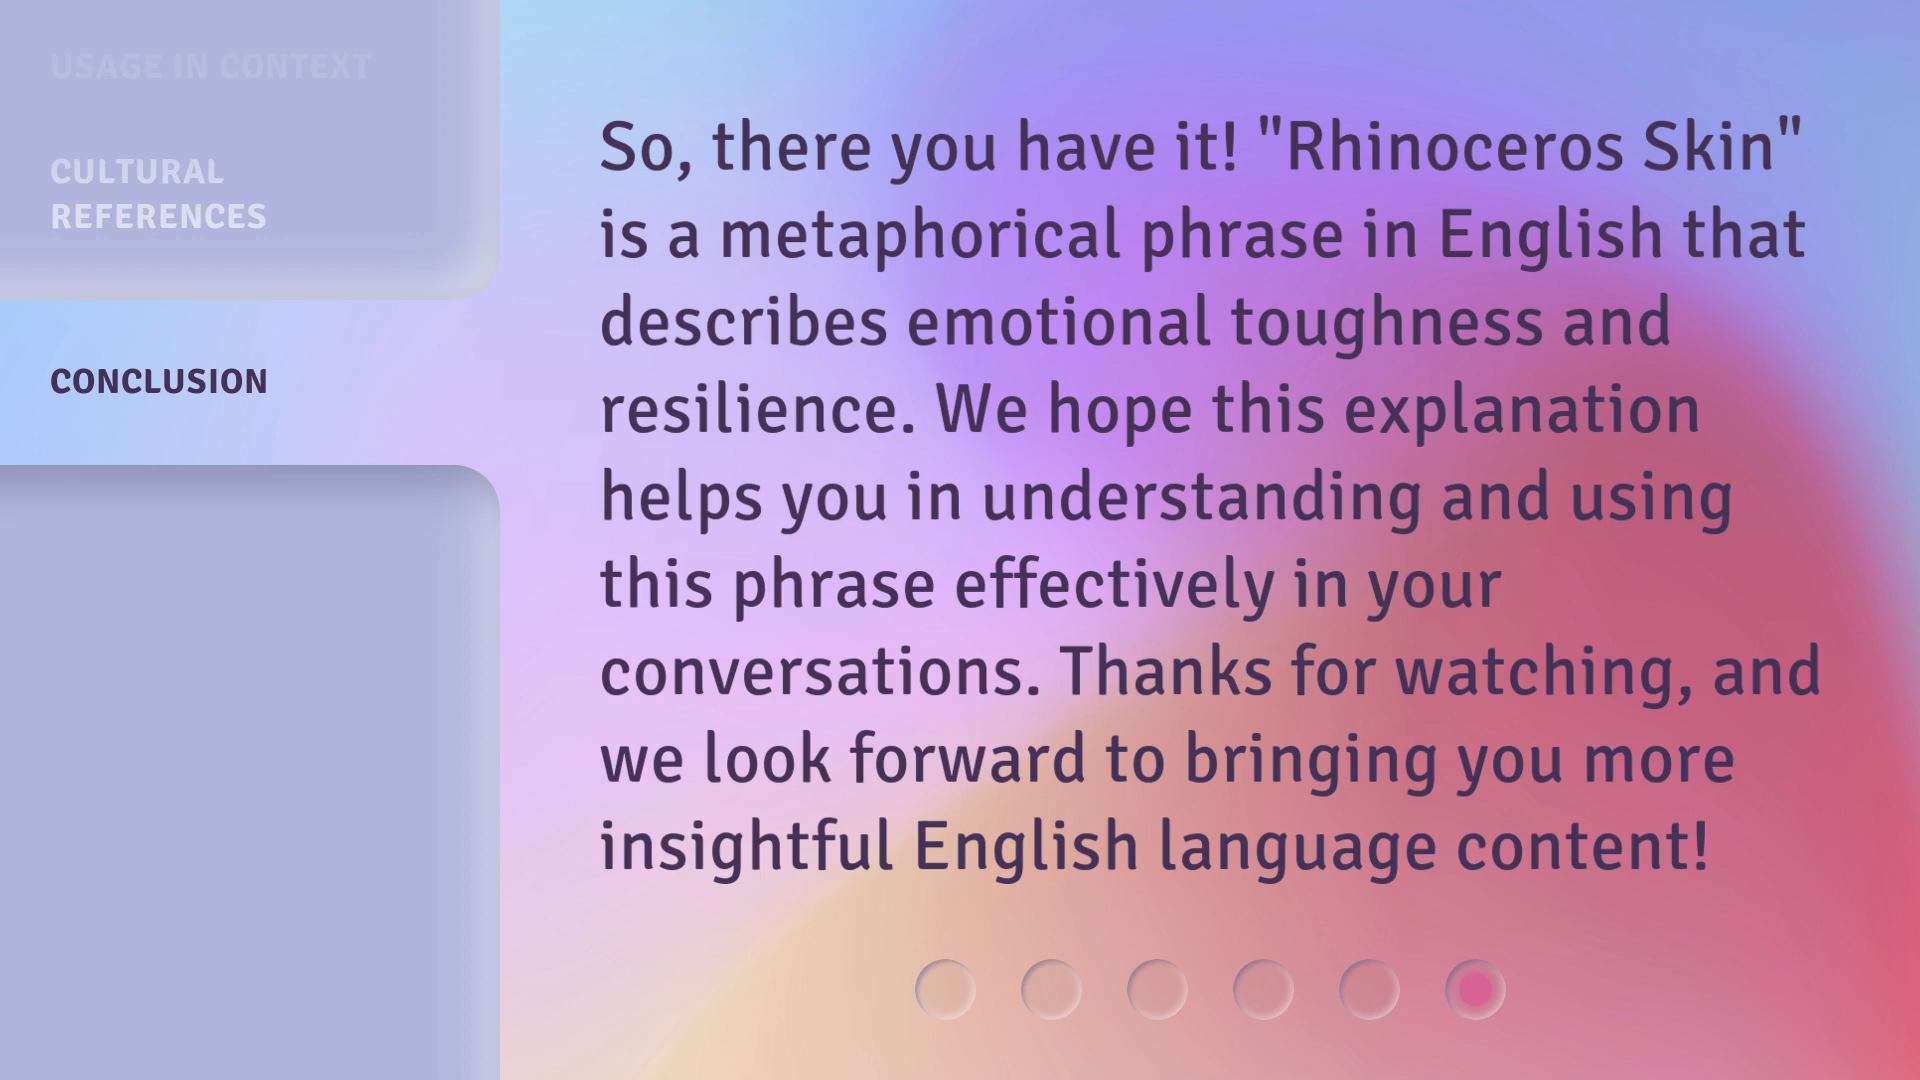 USAGE IN CONTEXT
CULTURAL
REFERENCES
CONCLUSION
So, there you have it! "Rhinoceros Skin"
is a metaphorical phrase in English that
describes emotional toughness and
resilience. We hope this explanation
helps you in understanding and using
this phrase effectively in your
conversations. Thanks for watching, and
we look forward to bringing you more
insightful English language content!